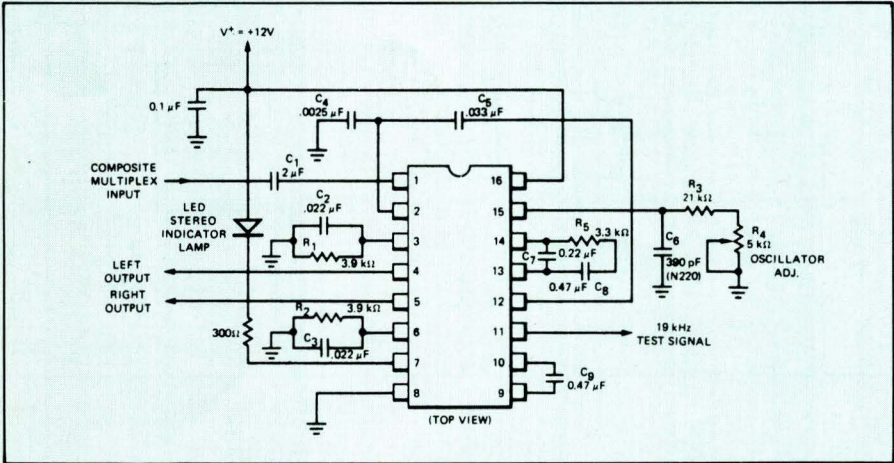 V+ = +12V
0.1 µF
C4
.0025 µF
C5
.033 µF
COMPOSITE
MULTIPLEX
INPUT
C1
2 µF
LED
STEREO
INDICATOR
LAMP
C2
.022 µF
R1
3.9 kΩ
LEFT
OUTPUT
RIGHT
OUTPUT
R2
3.9 kΩ
C3
.022 µF
300Ω
1
2
3
4
5
6
7
8
16
15
14
13
12
11
10
9
(TOP VIEW)
R3
21 kΩ
R4
5 kΩ
OSCILLATOR
ADJ.
C6
390 pF
(N220)
R5
3.3 kΩ
C7
0.22 µF
0.47 µF
C8
19 kHz
TEST SIGNAL
C9
0.47 µF